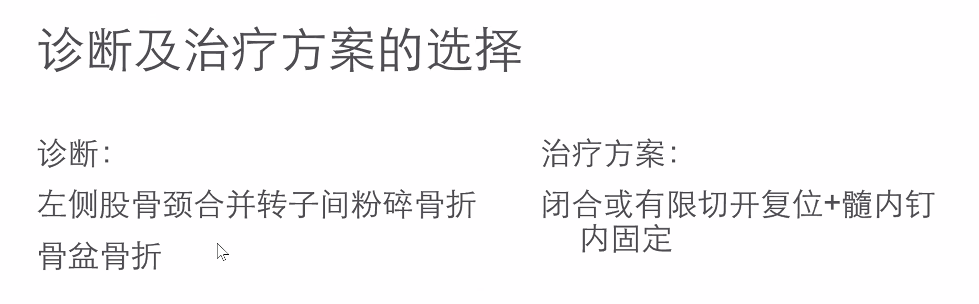 诊断及治疗方案的选择
诊断：
左侧股骨颈合并转子间粉碎骨折
骨盆骨折
治疗方案：
闭合或有限切开复位+髓内钉
内固定